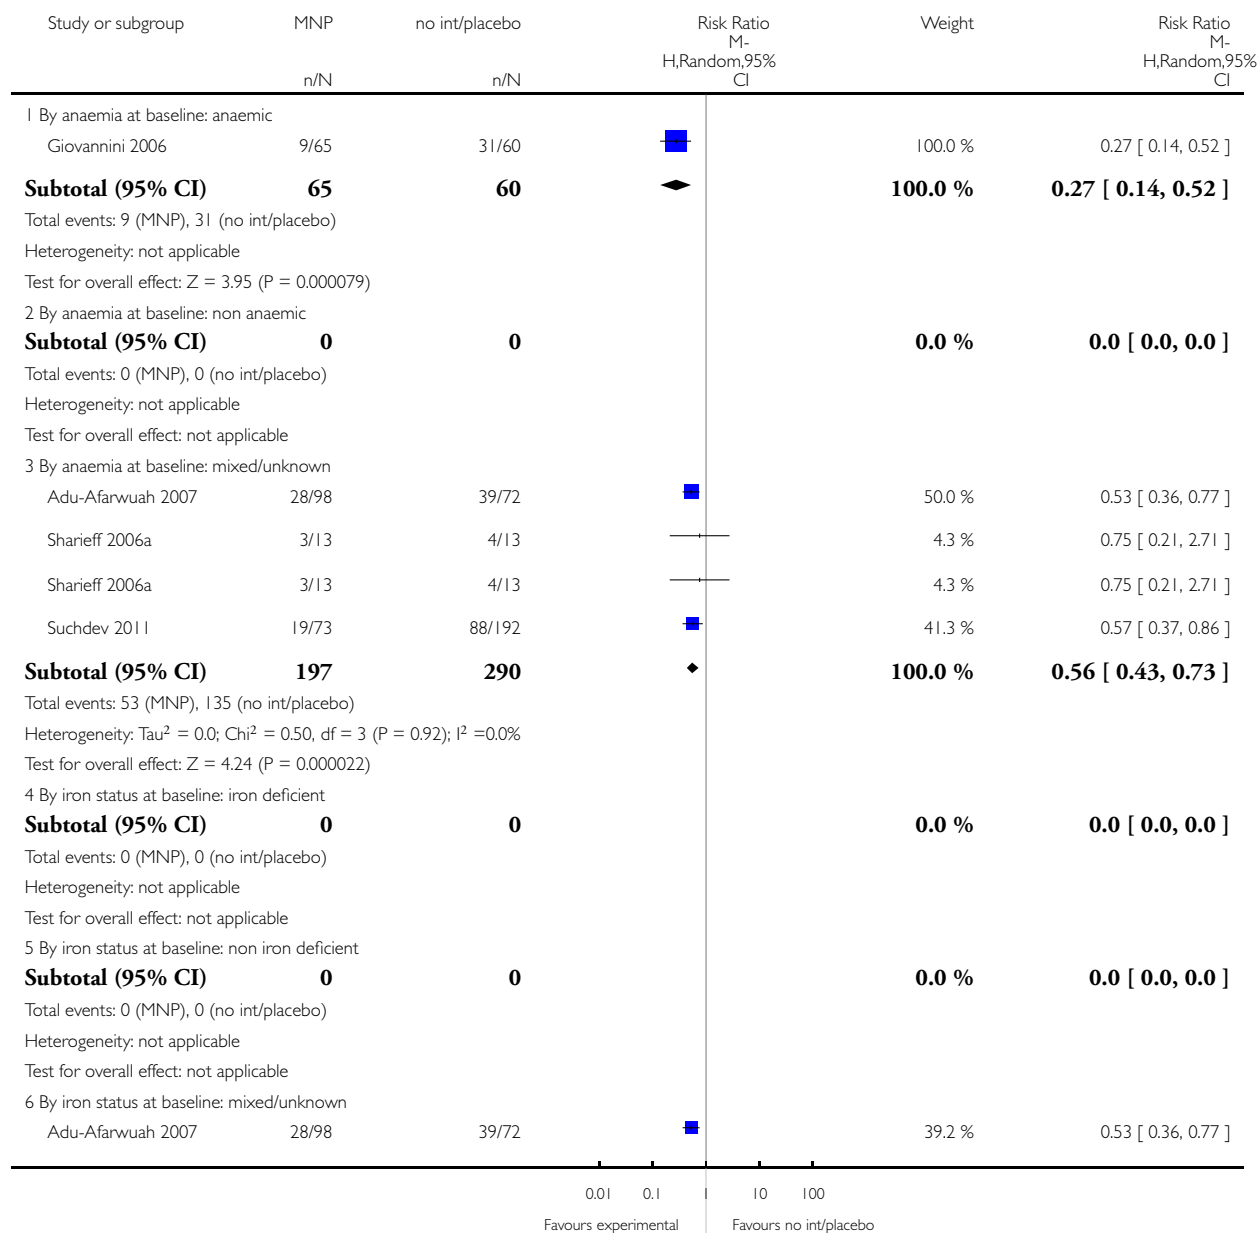 Study or subgroup MNP no int/placebo Risk Ratio Weight Risk Ratio
M- M-
H,Random,95% H,Random,95%
n/N n/N CI CI
1 By anaemia at baseline: anaemic
Giovannini 2006 9/65 31/60 100.0 % 0.27 [ 0.14, 0.52 ]
Subtotal (95% CI) 65 60 100.0 % 0.27 [ 0.14, 0.52 ]
Total events: 9 (MNP), 31 (no int/placebo)
Heterogeneity: not applicable
Test for overall effect: Z = 3.95 (P = 0.000079)
2 By anaemia at baseline: non anaemic
Subtotal (95% CI) 0 0 0.0 % 0.0 [ 0.0, 0.0 ]
Total events: 0 (MNP), 0 (no int/placebo)
Heterogeneity: not applicable
Test for overall effect: not applicable
3 By anaemia at baseline: mixed/unknown
Adu-Afarwuah 2007 28/98 39/72 50.0 % 0.53 [ 0.36, 0.77 ]
Sharieff 2006a 3/13 4/13 4.3 % 0.75 [ 0.21, 2.71 ]
Sharieff 2006a 3/13 4/13 4.3 % 0.75 [ 0.21, 2.71 ]
Suchdev 2011 19/73 88/192 41.3 % 0.57 [ 0.37, 0.86 ]
Subtotal (95% CI) 197 290 100.0 % 0.56 [ 0.43, 0.73 ]
Total events: 53 (MNP), 135 (no int/placebo)
Heterogeneity: Tau² = 0.0; Chi² = 0.50, df = 3 (P = 0.92); I² =0.0%
Test for overall effect: Z = 4.24 (P = 0.000022)
4 By iron status at baseline: iron deficient
Subtotal (95% CI) 0 0 0.0 % 0.0 [ 0.0, 0.0 ]
Total events: 0 (MNP), 0 (no int/placebo)
Heterogeneity: not applicable
Test for overall effect: not applicable
5 By iron status at baseline: non iron deficient
Subtotal (95% CI) 0 0 0.0 % 0.0 [ 0.0, 0.0 ]
Total events: 0 (MNP), 0 (no int/placebo)
Heterogeneity: not applicable
Test for overall effect: not applicable
6 By iron status at baseline: mixed/unknown
Adu-Afarwuah 2007 28/98 39/72 39.2 % 0.53 [ 0.36, 0.77 ]
0.01 0.1 1 10 100
Favours experimental Favours no int/placebo